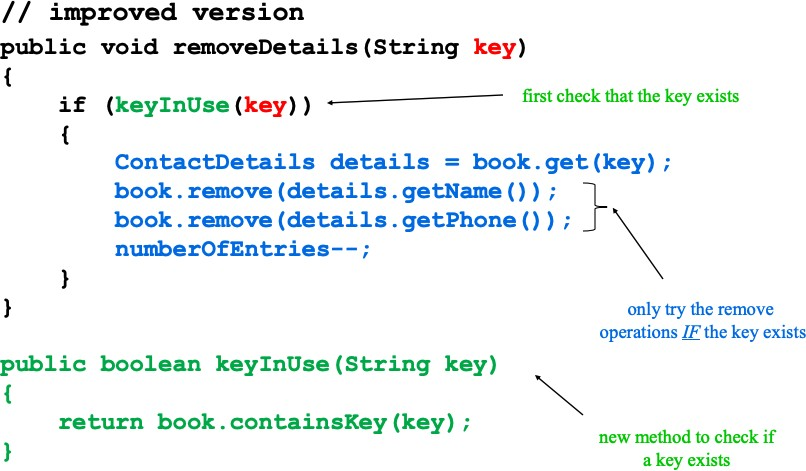 // improved version
public void removeDetails(String key)
{
if (keyInUse(key))
first check that the key exists
{
ContactDetails details = book.get(key);
book.remove(details.getName());
book.remove(details.getPhone());
numberOfEntries--;
}
}
only try the remove
operations IF the key exists
public boolean keyInUse(String key)
{
return book.containsKey(key);
}
new method to check if
a key exists